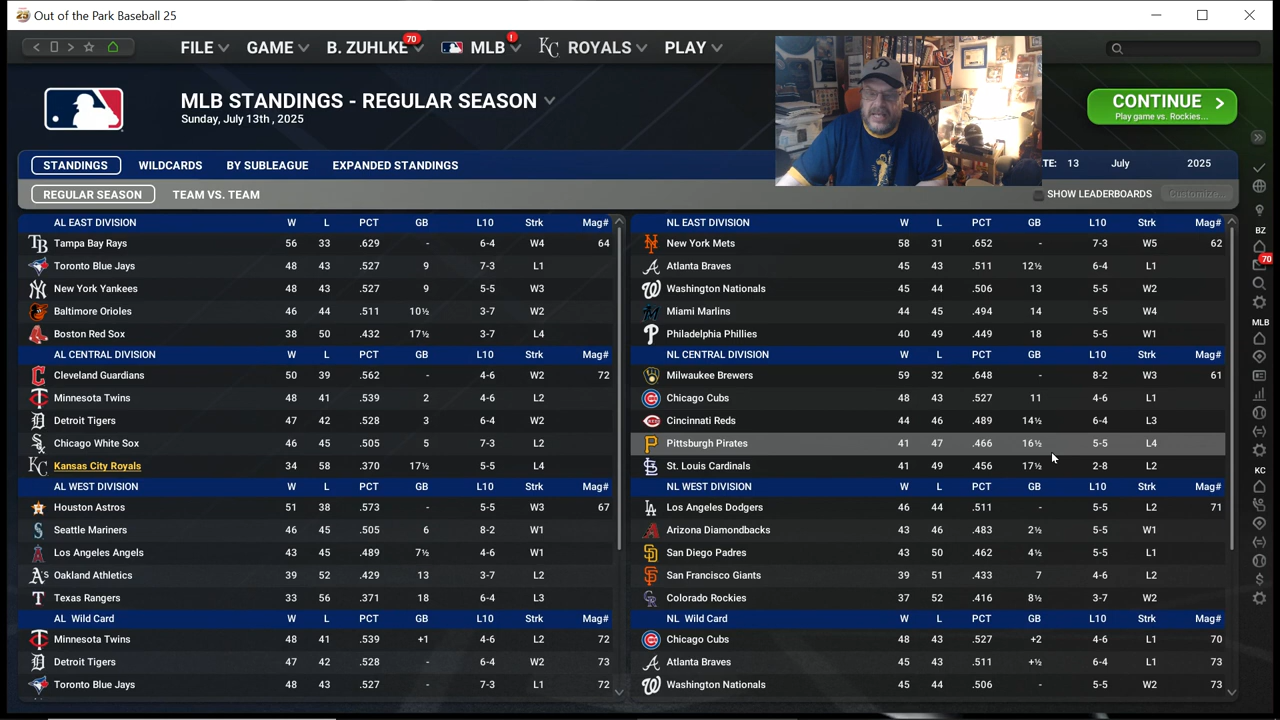 Out of the Park Baseball 25
FILE GAME B. ZUHLKE 70 MLB ! ROYALS PLAY
MLB STANDINGS - REGULAR SEASON
Sunday, July 13th , 2025
CONTINUE
Play game vs. Rockies...
STANDINGS WILDCARDS BY SUBLEAGUE EXPANDED STANDINGS TE: 13 July 2025
REGULAR SEASON TEAM VS. TEAM SHOW LEADERBOARDS Customize...
AL EAST DIVISION W L PCT GB L10 Strk Mag#
Tampa Bay Rays 56 33 .629 - 6-4 W4 64
Toronto Blue Jays 48 43 .527 9 7-3 L1
New York Yankees 48 43 .527 9 5-5 W3
Baltimore Orioles 46 44 .511 10½ 3-7 W2
Boston Red Sox 38 50 .432 17½ 5-5 L4
AL CENTRAL DIVISION W L PCT GB L10 Strk Mag#
Cleveland Guardians 50 39 .562 - 4-6 W2 72
Minnesota Twins 48 41 .539 2 4-6 L2
Detroit Tigers 47 42 .528 3 6-4 W2
Chicago White Sox 46 45 .505 5 7-3 L2
Kansas City Royals 34 58 .370 17½ 5-5 L4
AL WEST DIVISION W L PCT GB L10 Strk Mag#
Houston Astros 51 38 .573 - 5-5 W3 67
Seattle Mariners 46 45 .505 6 8-2 W1
Los Angeles Angels 43 45 .489 7½ 4-6 W1
Oakland Athletics 39 52 .429 13 3-7 L2
Texas Rangers 33 56 .371 18 6-4 L3
AL Wild Card W L PCT GB L10 Strk Mag#
Minnesota Twins 48 41 .539 +1 4-6 L2 72
Detroit Tigers 47 42 .528 - 6-4 W2 73
Toronto Blue Jays 48 43 .527 - 7-3 L1 72
NL EAST DIVISION W L PCT GB L10 Strk Mag#
New York Mets 58 31 .652 - 7-3 W5 62
Atlanta Braves 45 43 .511 12½ 6-4 L1
Washington Nationals 45 44 .506 13 5-5 W2
Miami Marlins 44 45 .494 14 5-5 W4
Philadelphia Phillies 40 49 .449 18 5-5 W1
NL CENTRAL DIVISION W L PCT GB L10 Strk Mag#
Milwaukee Brewers 59 32 .648 - 8-2 W3 61
Chicago Cubs 48 43 .527 11 4-6 L1
Cincinnati Reds 44 46 .489 14½ 6-4 L3
Pittsburgh Pirates 41 47 .466 16½ 5-5 L4
St. Louis Cardinals 41 49 .456 17½ 2-8 L2
NL WEST DIVISION W L PCT GB L10 Strk Mag#
Los Angeles Dodgers 46 44 .511 - 5-5 L2 71
Arizona Diamondbacks 43 46 .483 2½ 5-5 W1
San Diego Padres 43 50 .462 4½ 5-5 L1
San Francisco Giants 39 51 .433 7 4-6 L2
Colorado Rockies 37 52 .416 8½ 3-7 W2
NL Wild Card W L PCT GB L10 Strk Mag#
Chicago Cubs 48 43 .527 +2 4-6 L1 70
Atlanta Braves 45 43 .511 +½ 6-4 L1 73
Washington Nationals 45 44 .506 - 5-5 W2 73
BZ
70
MLB
KC